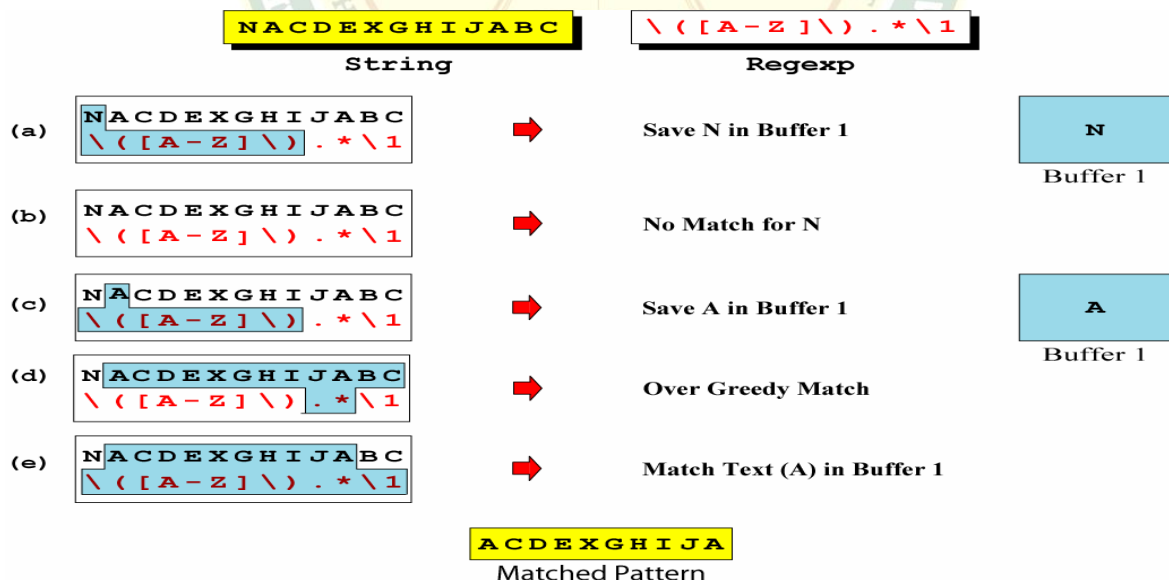 NACDEXGHIJABC \([A-Z]\).*\1
String Regexp
(a) NACDEXGHIJABC Save N in Buffer 1 N
\([A-Z]\).*\1
Buffer 1
(b) NACDEXGHIJABC No Match for N
\([A-Z]\).*\1
(c) NACDEXGHIJABC Save A in Buffer 1 A
\([A-Z]\).*\1
Buffer 1
(d) NACDEXGHIJABC Over Greedy Match
\([A-Z]\).*\1
(e) NACDEXGHIJABC Match Text (A) in Buffer 1
\([A-Z]\).*\1
ACDEXGHIJA
Matched Pattern